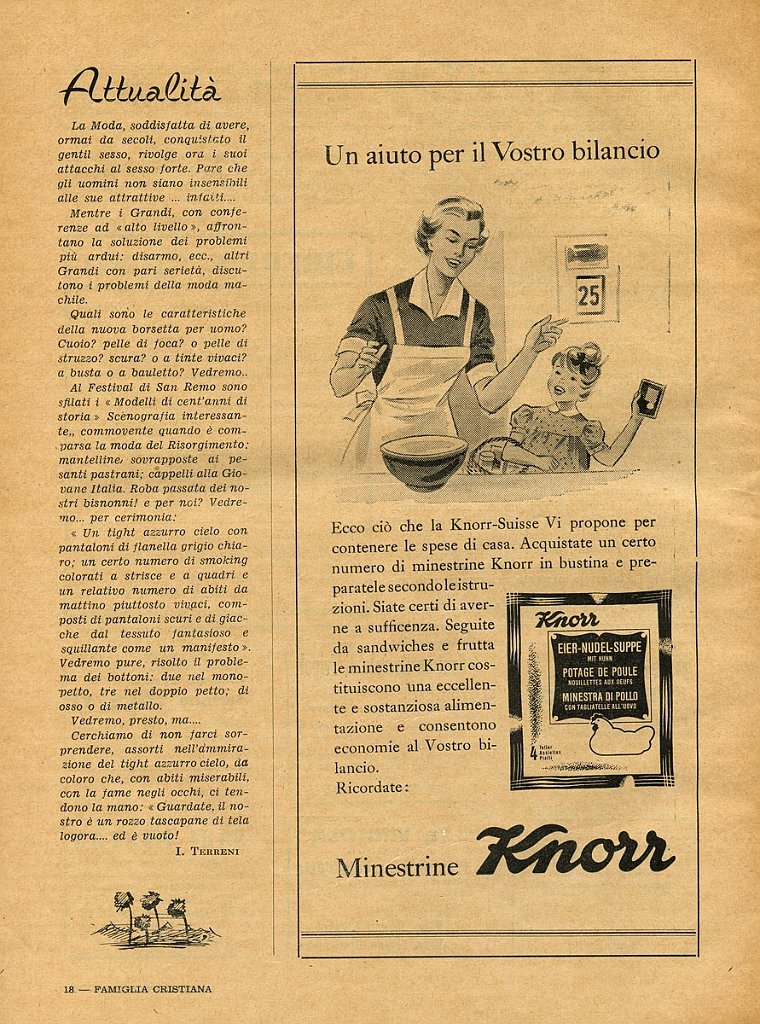 Attualità
La Moda, soddisfatta di avere,
ormai da secoli, conquistato il
gentil sesso, rivolge ora i suoi
attacchi al sesso forte. Pare che
gli uomini non siano insensibili
alle sue attrattive ... infatti....
Mentre i Grandi, con confe-
renze ad « alto livello », affron-
tano la soluzione dei problemi
più ardui: disarmo, ecc., altri
Grandi con pari serietà, discu-
tono i problemi della moda ma-
chile.
Quali sono le caratteristiche
della nuova borsetta per uomo?
Cuoio? pelle di foca? o pelle di
struzzo? scura? o a tinte vivaci?
a busta o a bauletto? Vedremo..
Al Festival di San Remo sono
sfilati i « Modelli di cent'anni di
storia » Scenografia interessan-
te,, commovente quando è com-
parsa la moda del Risorgimento:
mantelline sovrapposte ai pe-
santi pastrani; cappelli alla Gio-
vane Italia. Roba passata dei no-
stri bisnonni! e per noi? Vedre-
mo... per cerimonia:
« Un tight azzurro cielo con
pantaloni di flanella grigio chia-
ro; un certo numero di smoking
colorati a strisce e a quadri e
un relativo numero di abiti da
mattino piuttosto vivaci, com-
posti di pantaloni scuri e di giac-
che dal tessuto fantasioso e
squillante come un manifesto ».
Vedremo pure, risolto il proble-
ma dei bottoni: due nel mono-
petto, tre nel doppio petto; di
osso o di metallo.
Vedremo, presto, ma....
Cerchiamo di non farci sor-
prendere, assorti nell'ammira-
zione del tight azzurro cielo, da
coloro che, con abiti miserabili,
con la fame negli occhi, ci ten-
dono la mano: « Guardate, il no-
stro è un rozzo tascapane di tela
logora.... ed è vuoto!
I. TERRENI
18 — FAMIGLIA CRISTIANA
Un aiuto per il Vostro bilancio
25
Ecco ciò che la Knorr-Suisse Vi propone per
contenere le spese di casa. Acquistate un certo
numero di minestrine Knorr in bustina e pre-
paratele secondo le istru-
zioni. Siate certi di aver-
ne a sufficenza. Seguite
da sandwiches e frutta
le minestrine Knorr cos-
tituiscono una eccellen-
te e sostanziosa alimen-
tazione e consentono
economie al Vostro bi-
lancio.
Ricordate:
Knorr
EIER-NUDEL-SUPPE
MIT HUHN
POTAGE DE POULE
NOUILLETTES AUX OEUFS
MINESTRA DI POLLO
CON TAGLIATELLE ALL'UOVO
4 Teller
Assiettes
Piatti
Minestrine Knorr